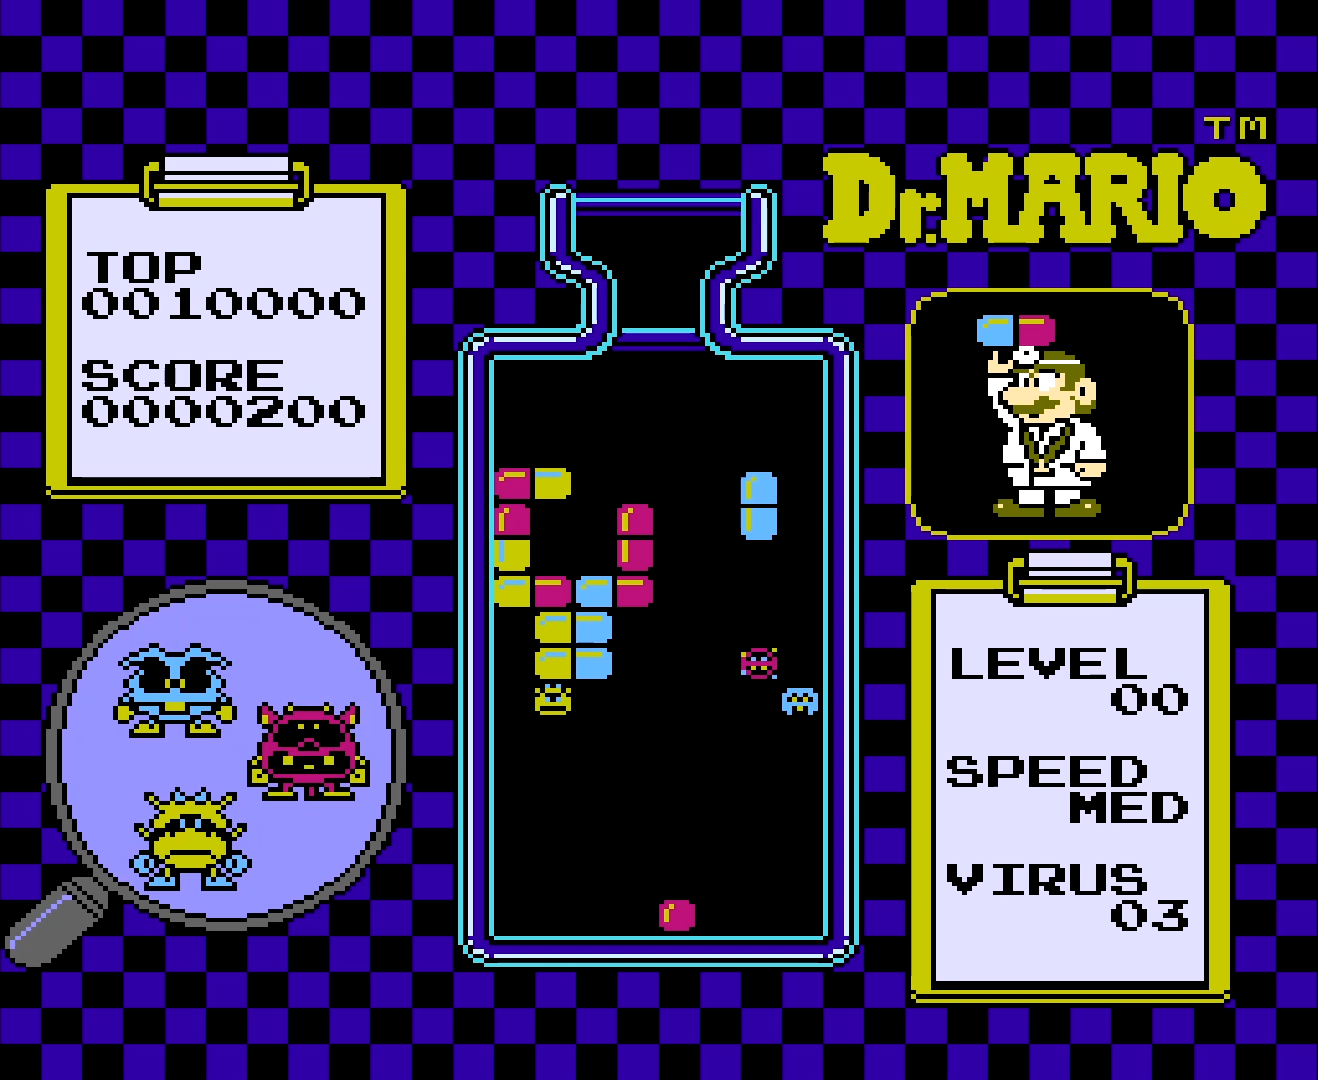 TM
Dr. MARIO
TOP
0010000
SCORE
0000200
LEVEL
00
SPEED
MED
VIRUS
03